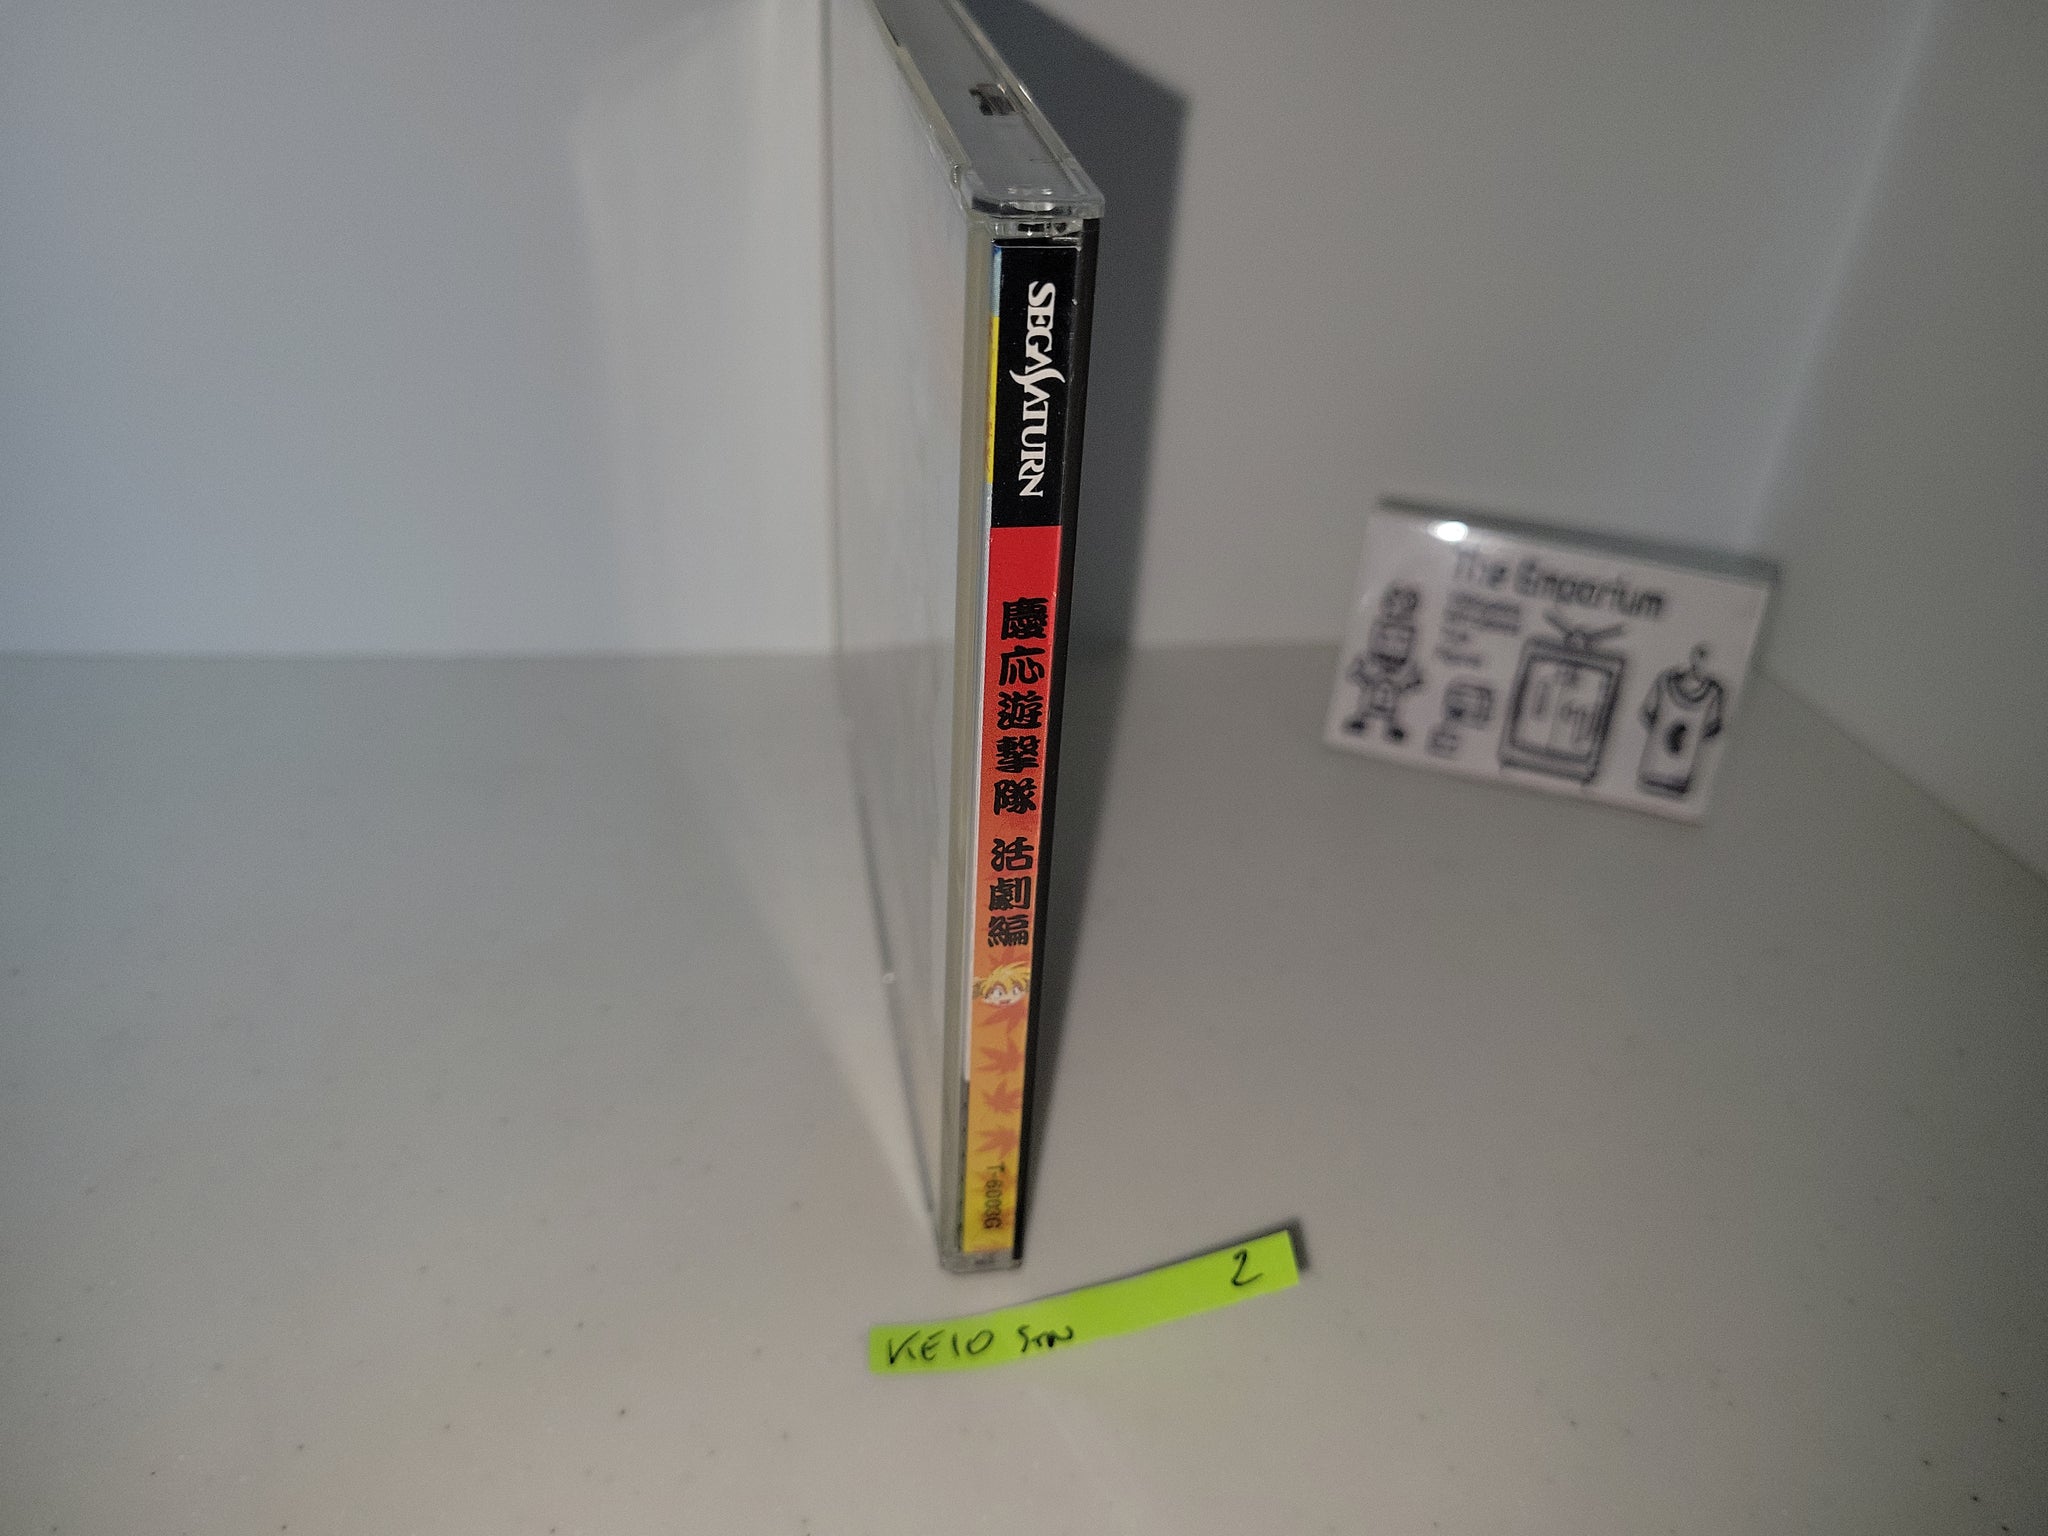 SEGA SATURN
慶応遊撃隊 活劇編
T-6003G
The Emporium
2
KEIO STN